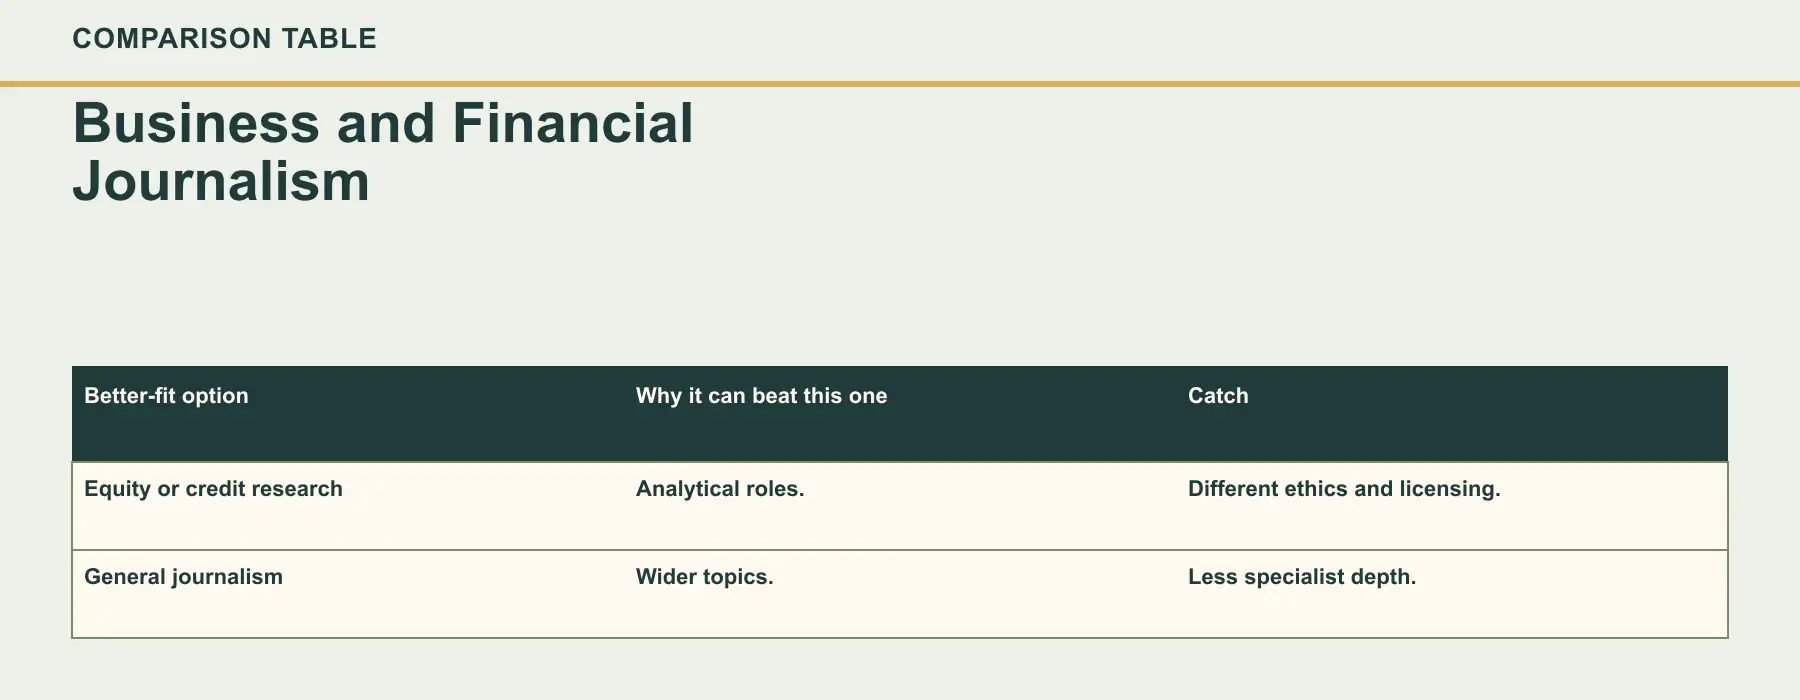 COMPARISON TABLE
Business and Financial
Journalism
Better-fit option Why it can beat this one Catch
Equity or credit research Analytical roles. Different ethics and licensing.
General journalism Wider topics. Less specialist depth.